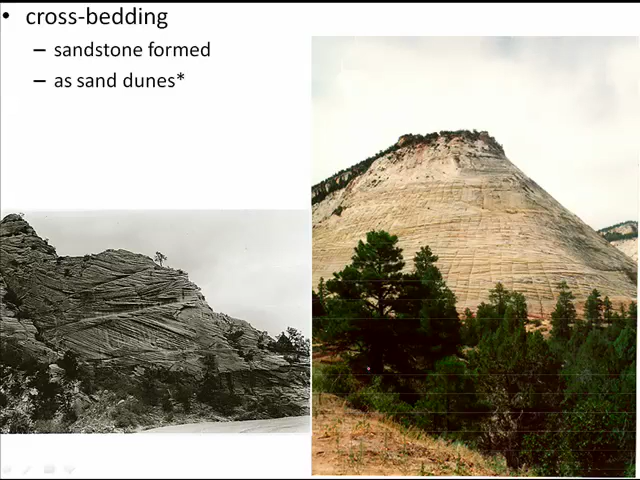 • cross-bedding
– sandstone formed
– as sand dunes*